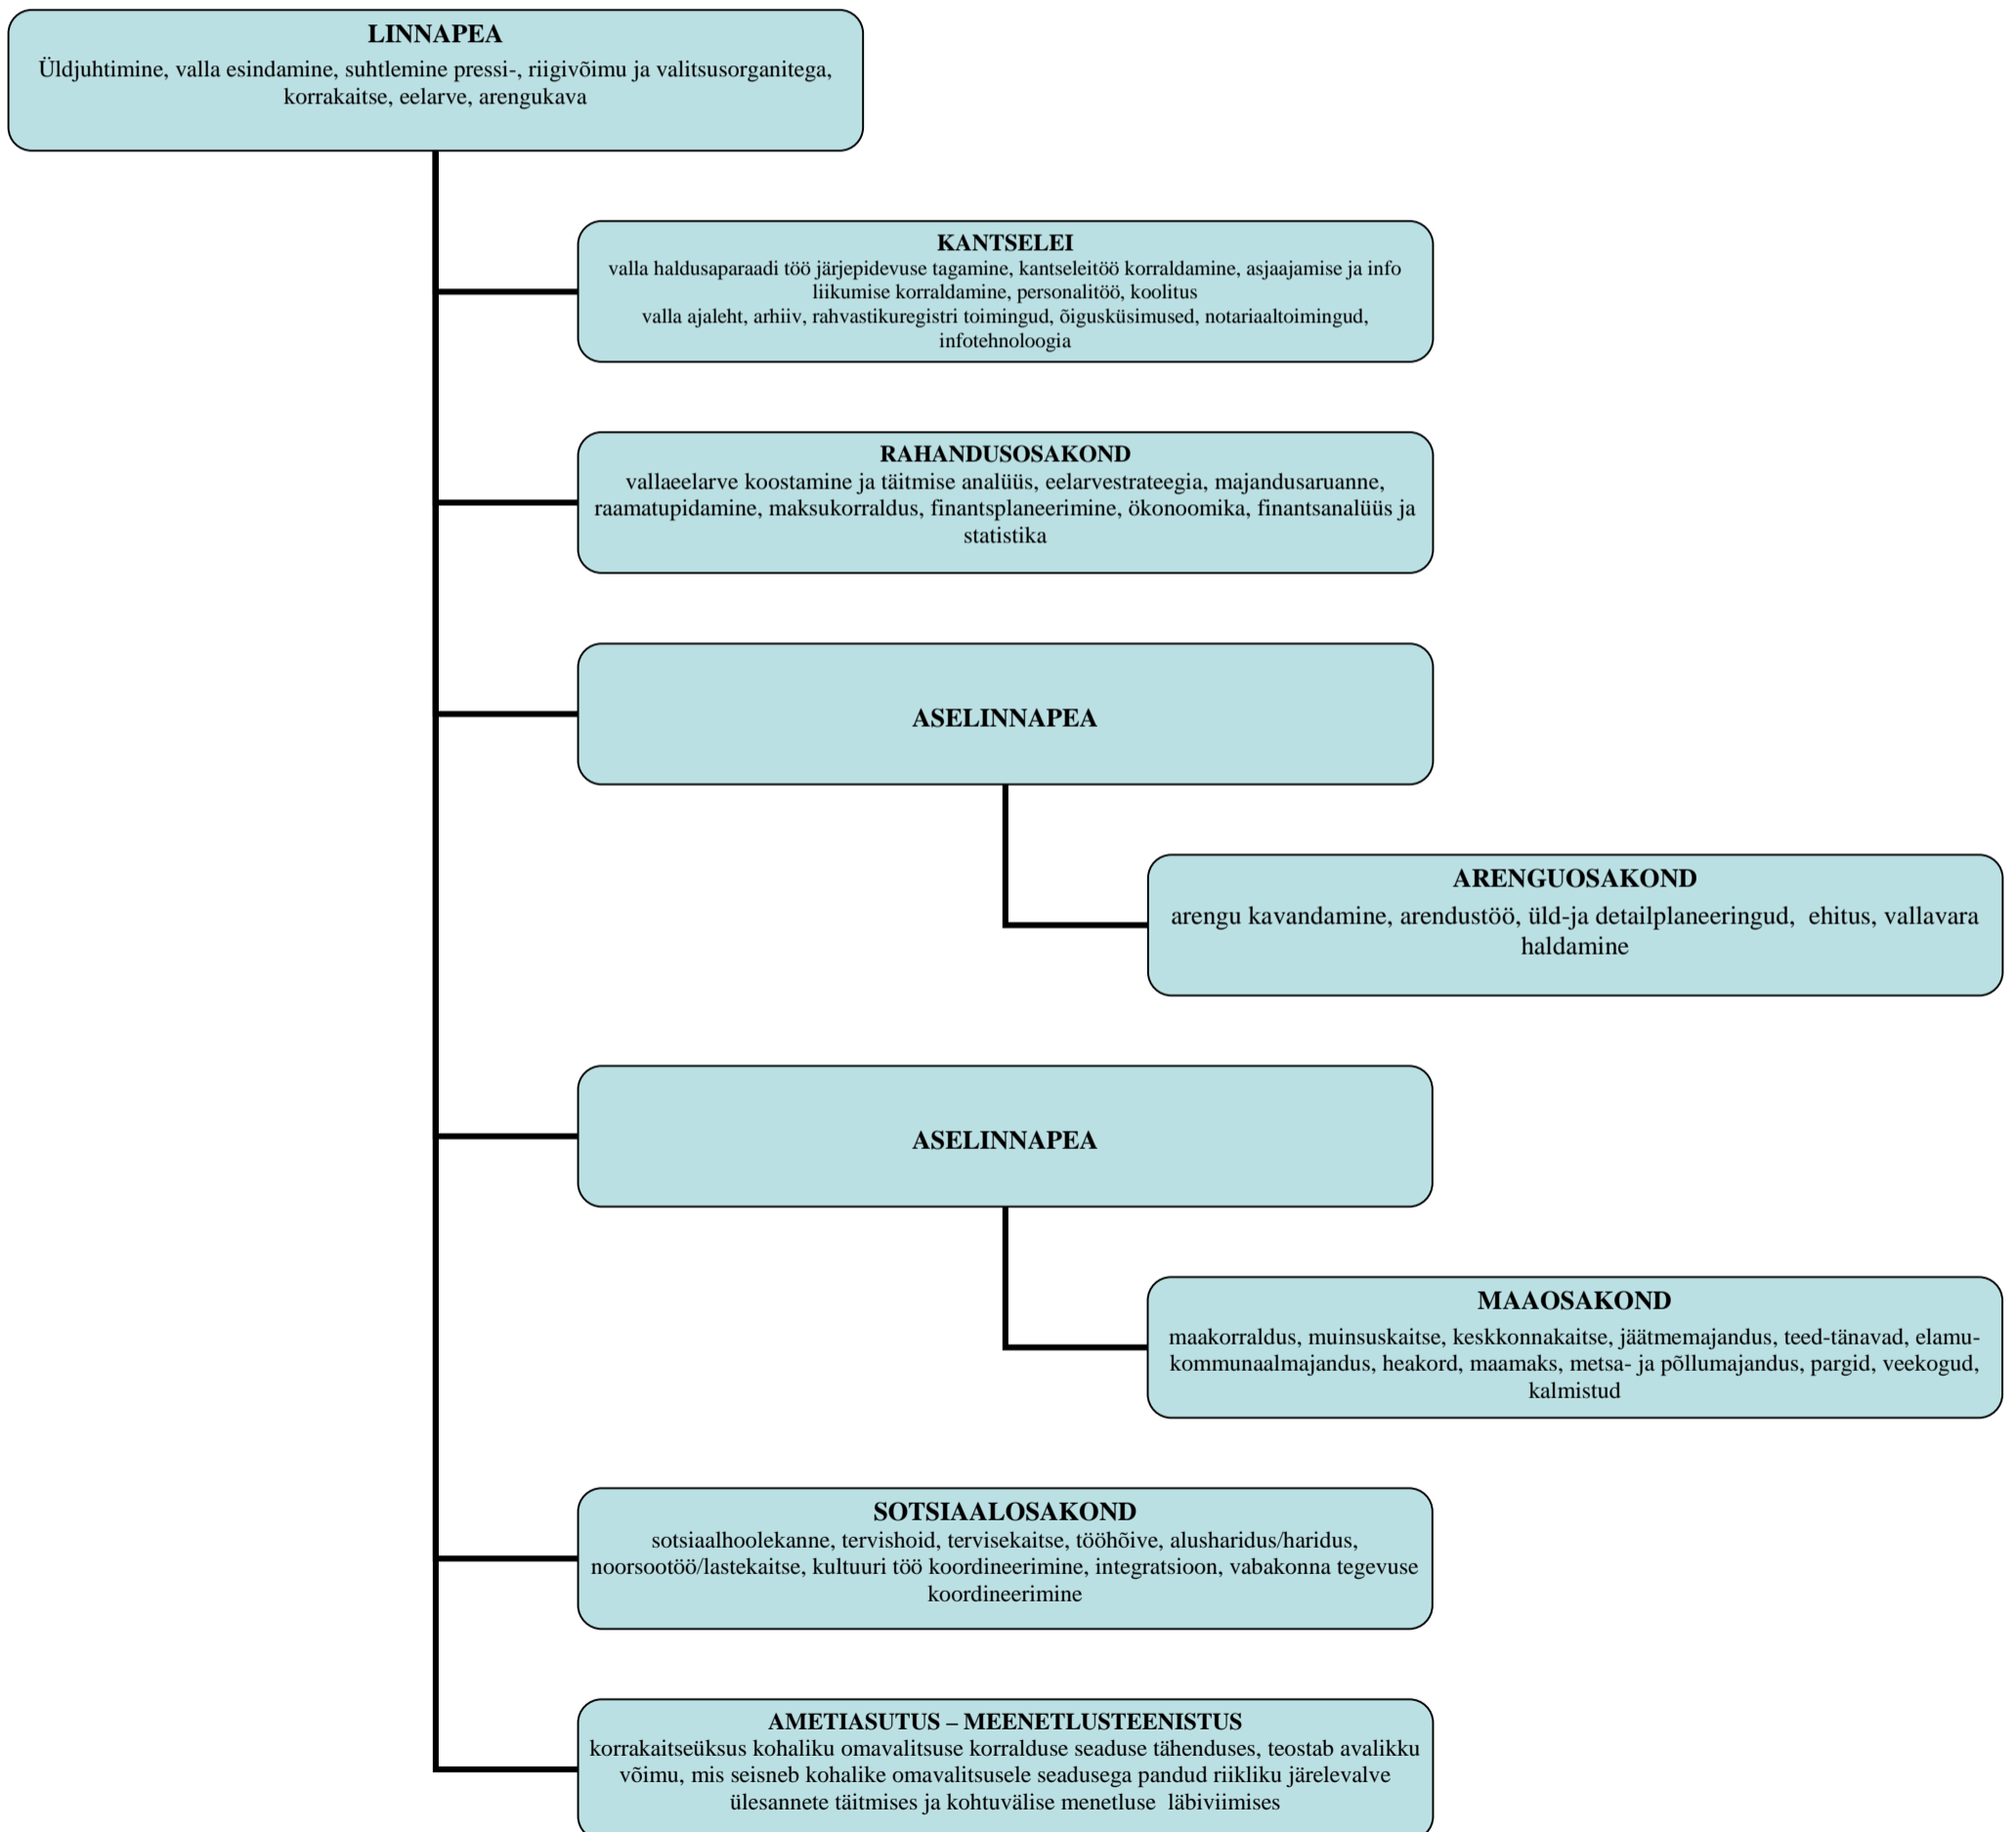 LINNAPEA
Üldjuhtimine, valla esindamine, suhtlemine pressi-, riigivõimu ja valitsusorganitega,
korrakaitse, eelarve, arengukava
KANTSELEI
valla haldusaparaadi töö järjepidevuse tagamine, kantseleitöö korraldamine, asjaajamise ja info
liikumise korraldamine, personalitöö, koolitus
valla ajaleht, arhiiv, rahvastikuregistri toimingud, õigusküsimused, notariaaltoimingud,
infotehnoloogia
RAHANDUSOSAKOND
vallaeelarve koostamine ja täitmise analüüs, eelarvestrateegia, majandusaruanne,
raamatupidamine, maksukorraldus, finantsplaneerimine, ökonoomika, finantsanalüüs ja
statistika
ASELINNAPEA
ARENGUOSAKOND
arengu kavandamine, arendustöö, üld-ja detailplaneeringud,  ehitus, vallavara
haldamine
ASELINNAPEA
MAAOSAKOND
maakorraldus, muinsuskaitse, keskkonnakaitse, jäätmemajandus, teed-tänavad, elamu-
kommunaalmajandus, heakord, maamaks, metsa- ja põllumajandus, pargid, veekogud,
kalmistud
SOTSIAALOSAKOND
sotsiaalhoolekanne, tervishoid, tervisekaitse, tööhõive, alusharidus/haridus,
noorsootöö/lastekaitse, kultuuri töö koordineerimine, integratsioon, vabakonna tegevuse
koordineerimine
AMETIASUTUS – MEENETLUSTEENISTUS
korrakaitseüksus kohaliku omavalitsuse korralduse seaduse tähenduses, teostab avalikku
võimu, mis seisneb kohalike omavalitsusele seadusega pandud riikliku järelevalve
ülesannete täitmises ja kohtuvälise menetluse  läbiviimises